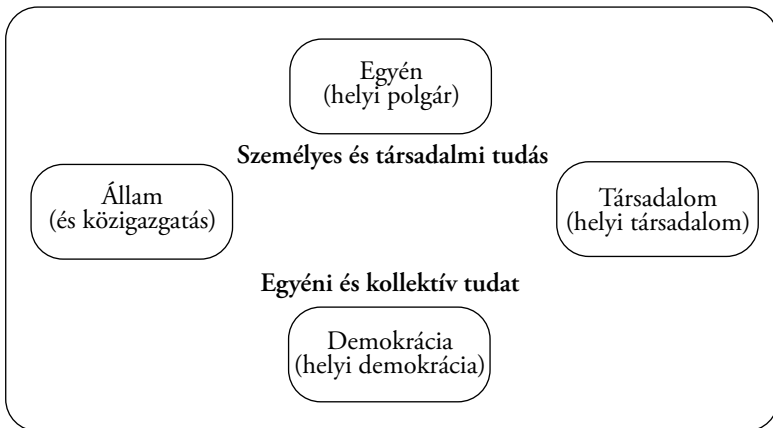 Egyén
(helyi polgár)
Személyes és társadalmi tudás
Állam
(és közigazgatás)
Társadalom
(helyi társadalom)
Egyéni és kollektív tudat
Demokrácia
(helyi demokrácia)